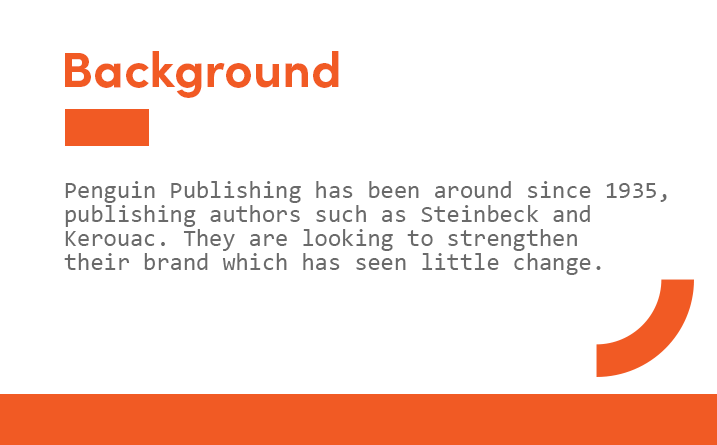 Background
Penguin Publishing has been around since 1935,
publishing authors such as Steinbeck and
Kerouac. They are looking to strengthen
their brand which has seen little change.